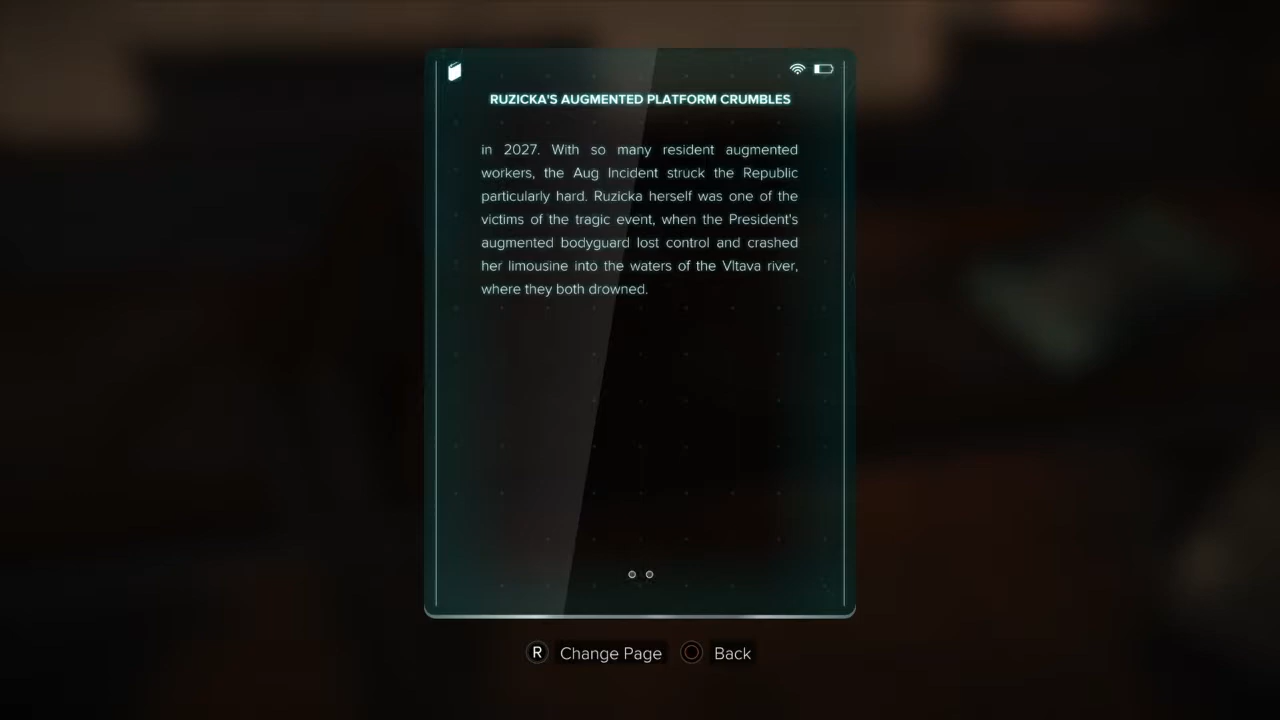 RUZICKA'S AUGMENTED PLATFORM CRUMBLES
in 2027. With so many resident augmented
workers, the Aug Incident struck the Republic
particularly hard. Ruzicka herself was one of the
victims of the tragic event, when the President's
augmented bodyguard lost control and crashed
her limousine into the waters of the Vltava river,
where they both drowned.
R Change Page Back